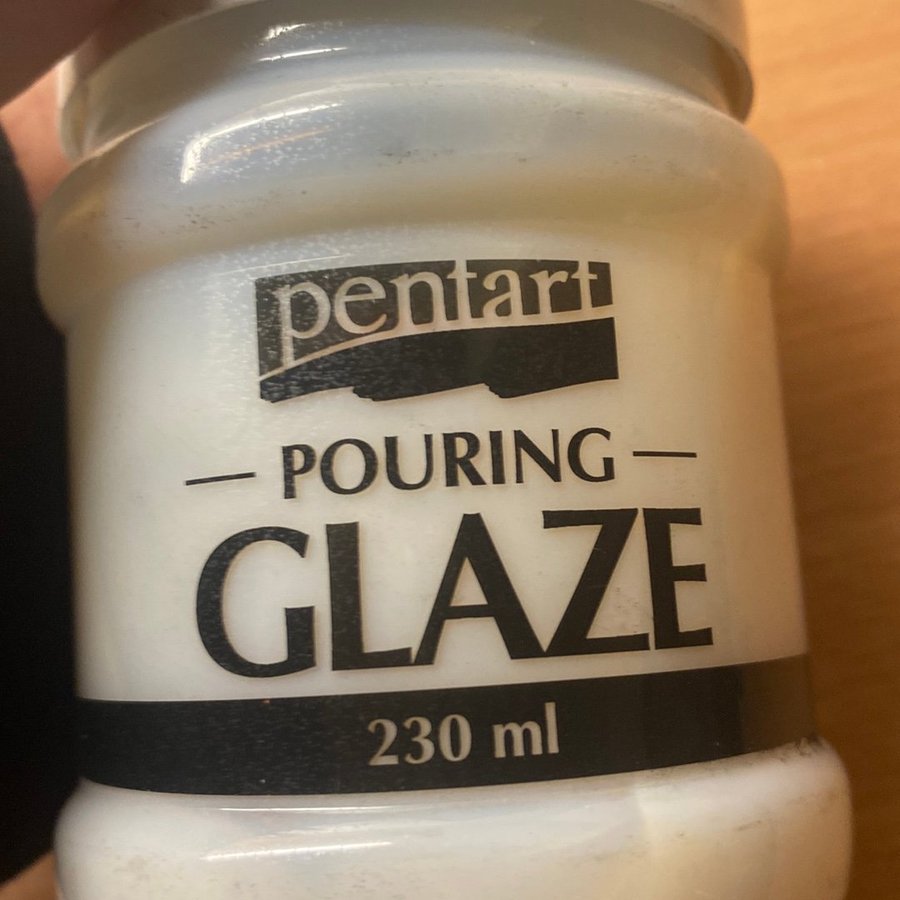 pentart
— POURING —
GLAZE
230 ml